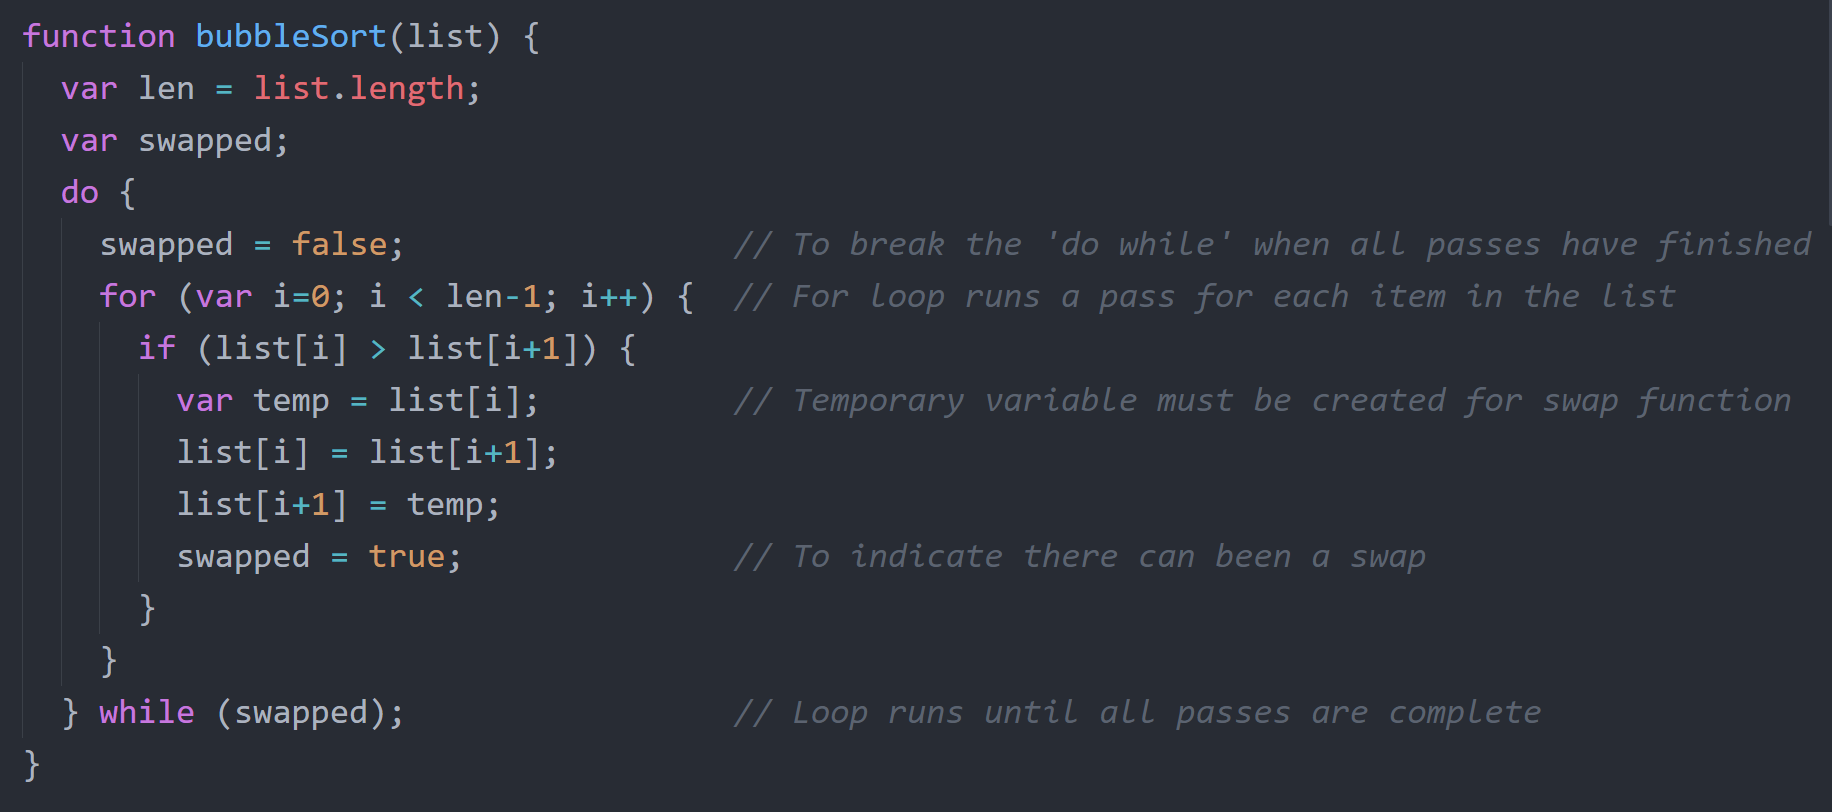 function bubbleSort(list) {
  var len = list.length;
  var swapped;
  do {
    swapped = false;                 // To break the 'do while' when all passes have finished
    for (var i=0; i < len-1; i++) {  // For loop runs a pass for each item in the list
      if (list[i] > list[i+1]) {
        var temp = list[i];          // Temporary variable must be created for swap function
        list[i] = list[i+1];
        list[i+1] = temp;
        swapped = true;              // To indicate there can been a swap
      }
    }
  } while (swapped);                 // Loop runs until all passes are complete
}